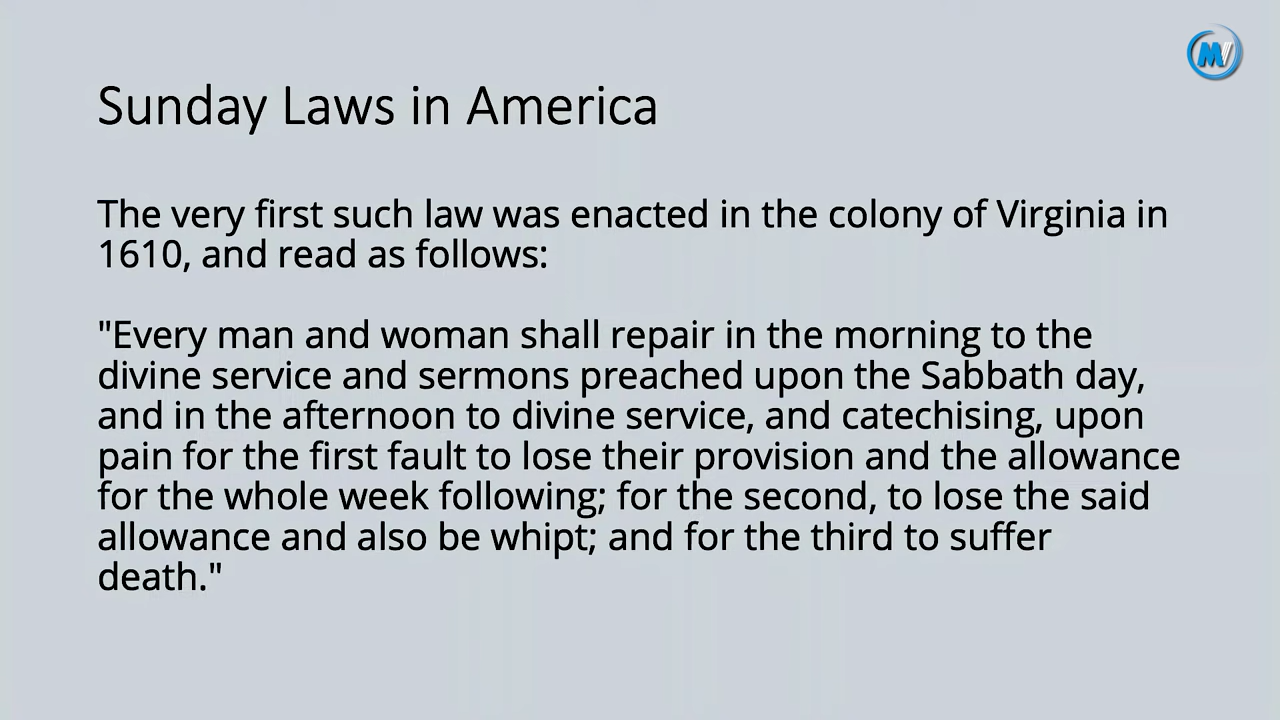 Sunday Laws in America
The very first such law was enacted in the colony of Virginia in
1610, and read as follows:
"Every man and woman shall repair in the morning to the
divine service and sermons preached upon the Sabbath day,
and in the afternoon to divine service, and catechising, upon
pain for the first fault to lose their provision and the allowance
for the whole week following; for the second, to lose the said
allowance and also be whipt; and for the third to suffer
death."
MV